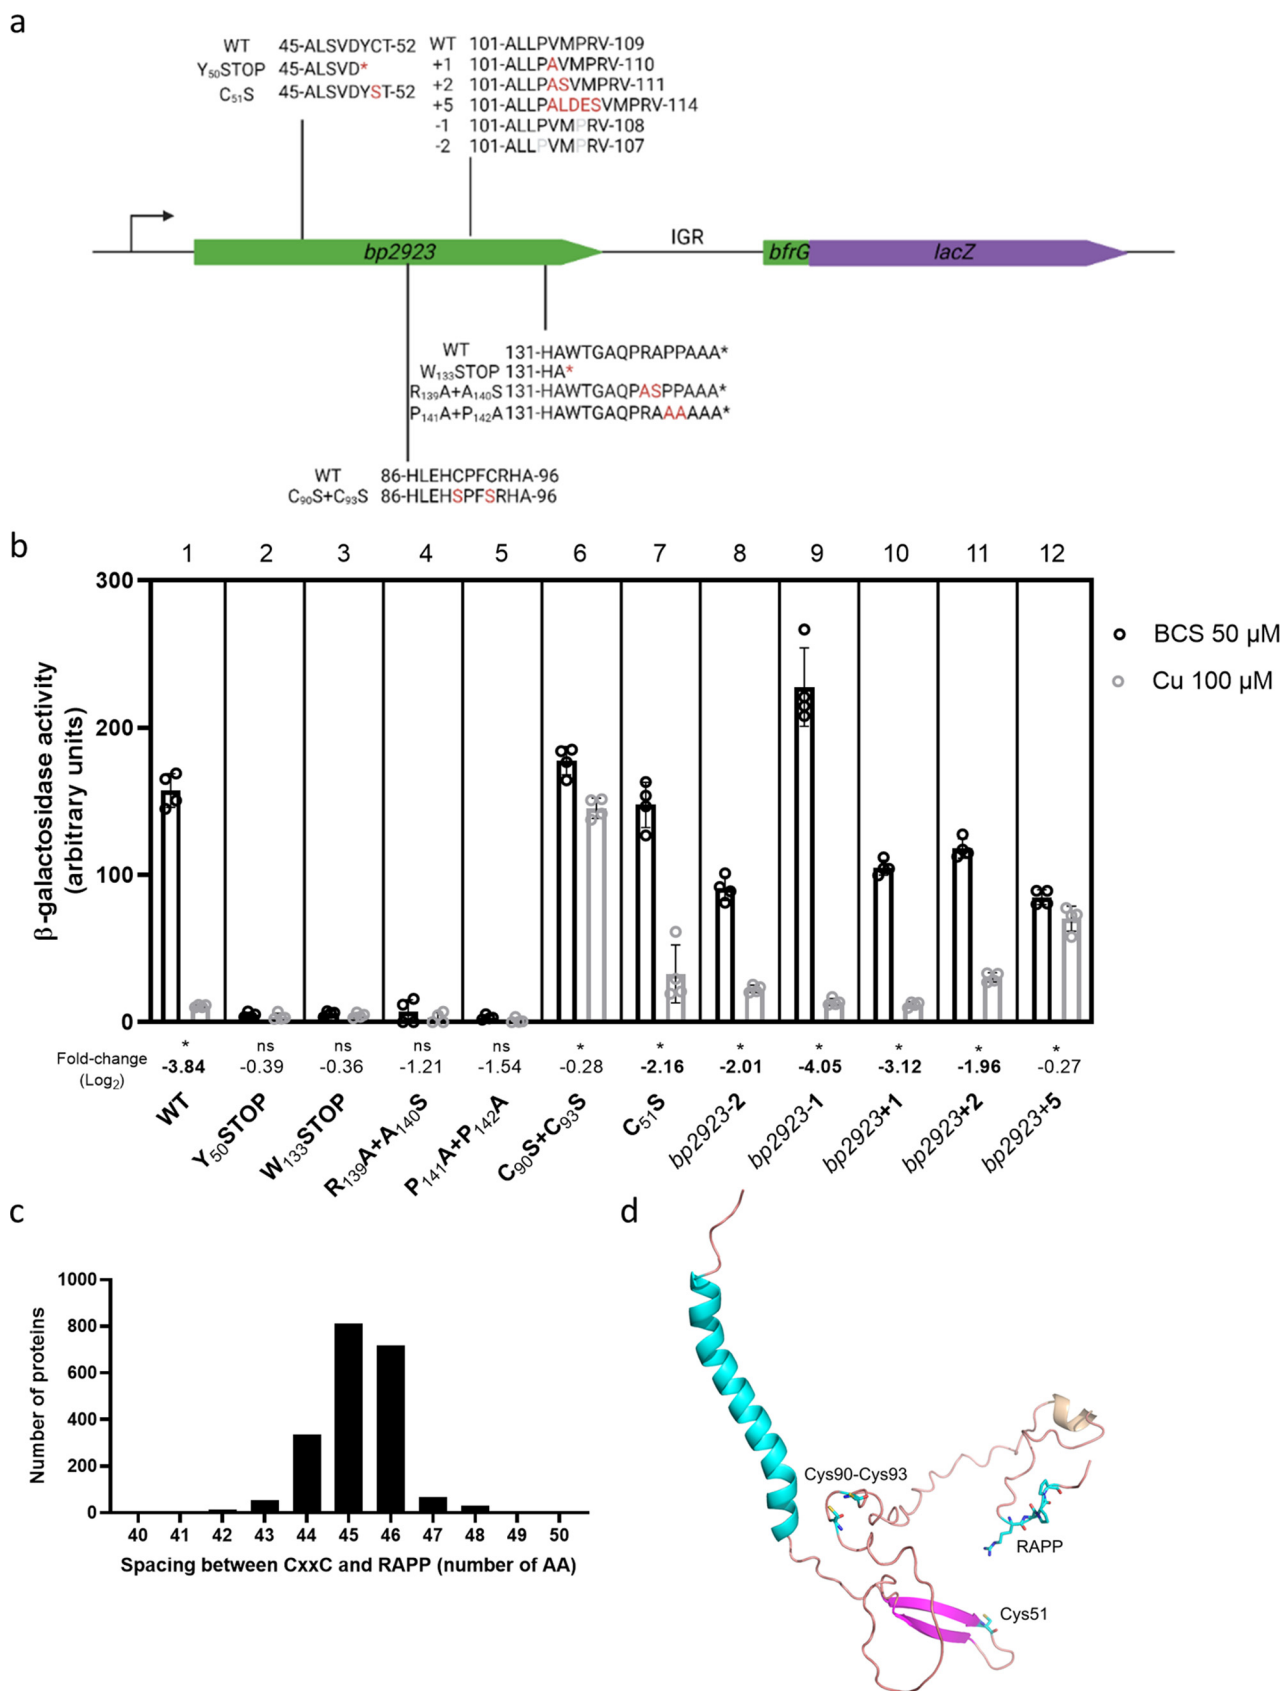 a
WT 45-ALSVDYCT-52
Y₅₀STOP 45-ALSVD*
C₅₁S 45-ALSVDYST-52
WT 101-ALLPVMPRV-109
+1 101-ALLPAVMPRV-110
+2 101-ALLPASVMPRV-111
+5 101-ALLPALDESVMPRV-114
-1 101-ALLPVMPRV-108
-2 101-ALLPVMPRV-107
bp2923 IGR bfrG lacZ
WT 131-HAWTGAQPRAPPAAA*
W₁₃₃STOP 131-HA*
R₁₃₉A+A₁₄₀S 131-HAWTGAQPASPPAAA*
P₁₄₁A+P₁₄₂A 131-HAWTGAQPRAAAAAA*
WT 86-HLEHCPFCRHA-96
C₉₀S+C₉₃S 86-HLEHSPFSRHA-96
b
1 2 3 4 5 6 7 8 9 10 11 12
300
200
100
0
β-galactosidase activity
(arbitrary units)
BCS 50 µM
Cu 100 µM
* ns ns ns ns * * * * * * *
Fold-change
(Log₂)
-3.84 -0.39 -0.36 -1.21 -1.54 -0.28 -2.16 -2.01 -4.05 -3.12 -1.96 -0.27
WT
Y₅₀STOP
W₁₃₃STOP
R₁₃₉A+A₁₄₀S
P₁₄₁A+P₁₄₂A
C₉₀S+C₉₃S
C₅₁S
bp2923-2
bp2923-1
bp2923+1
bp2923+2
bp2923+5
c
Number of proteins
1000
800
600
400
200
0
40 41 42 43 44 45 46 47 48 49 50
Spacing between CxxC and RAPP (number of AA)
d
Cys90-Cys93
RAPP
Cys51